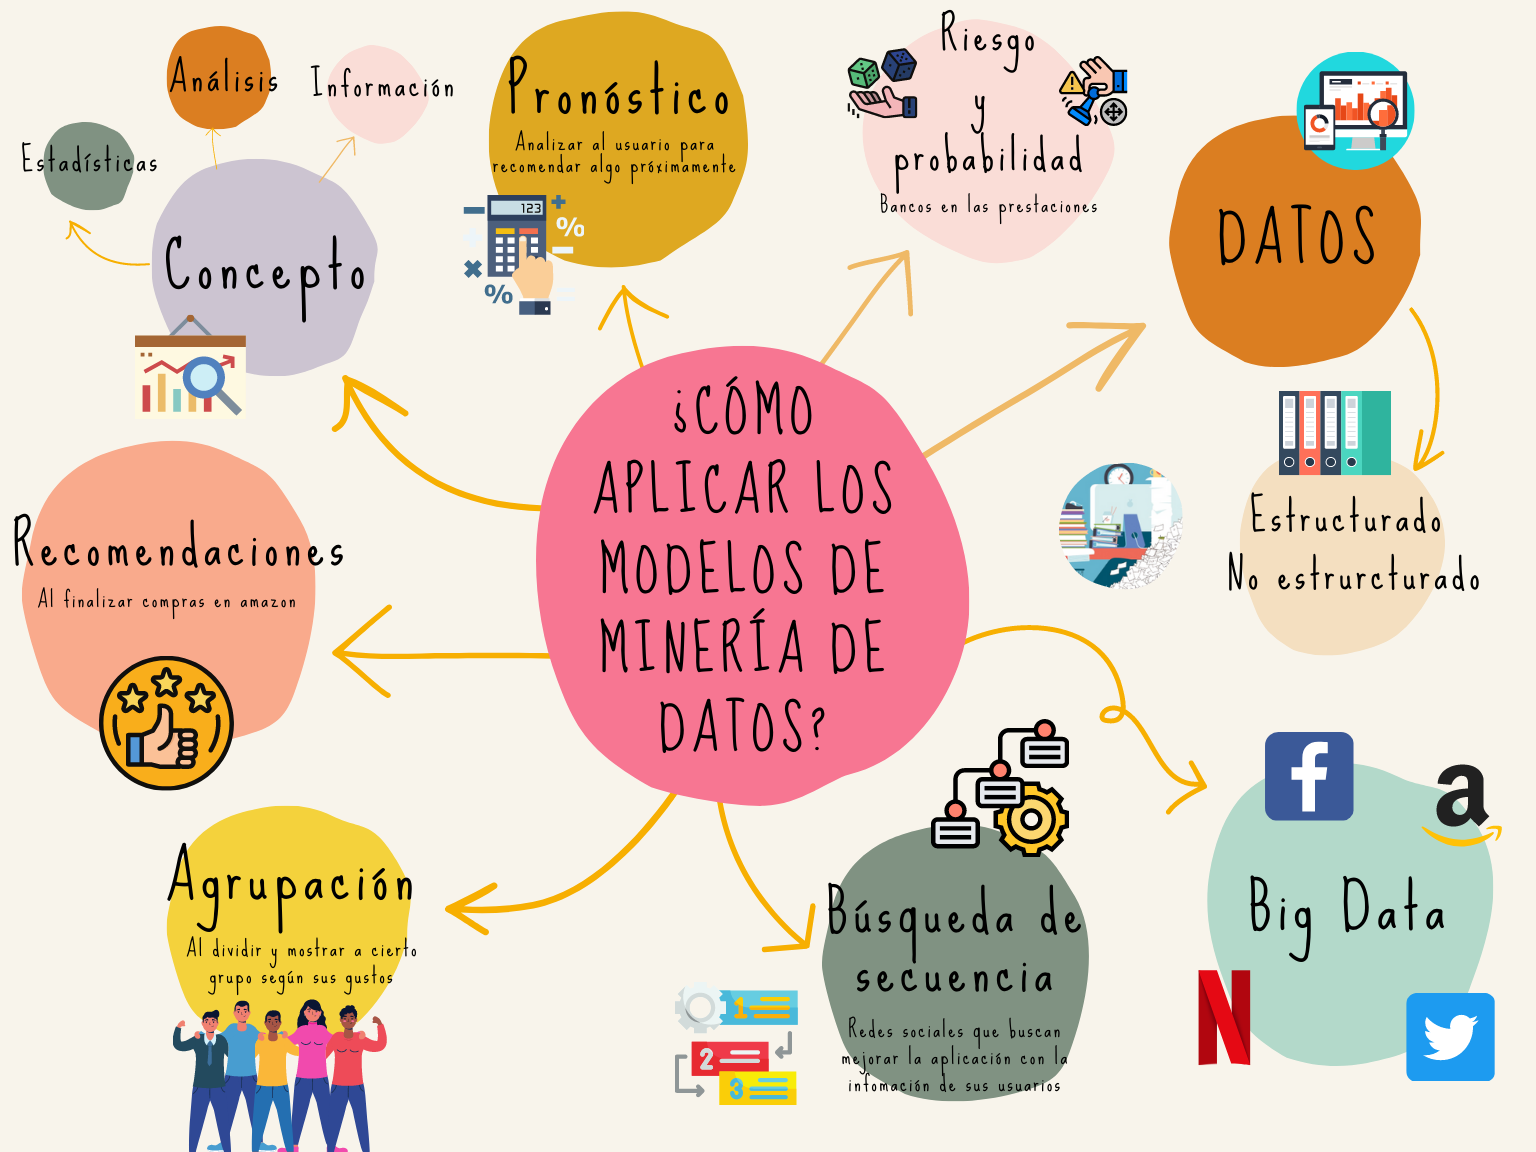 Análisis
Información
Estadísticas
Concepto
Pronóstico
Analizar al usuario para
recomendar algo próximamente
123
%
%
Riesgo
y
probabilidad
Bancos en las prestaciones
DATOS
Estructurado
No estrurcturado
¿CÓMO
APLICAR LOS
MODELOS DE
MINERÍA DE
DATOS?
Recomendaciones
Al finalizar compras en amazon
Agrupación
Al dividir y mostrar a cierto
grupo según sus gustos
Búsqueda de
secuencia
Redes sociales que buscan
mejorar la aplicación con la
infomación de sus usuarios
1
2
3
f
a
Big Data
N